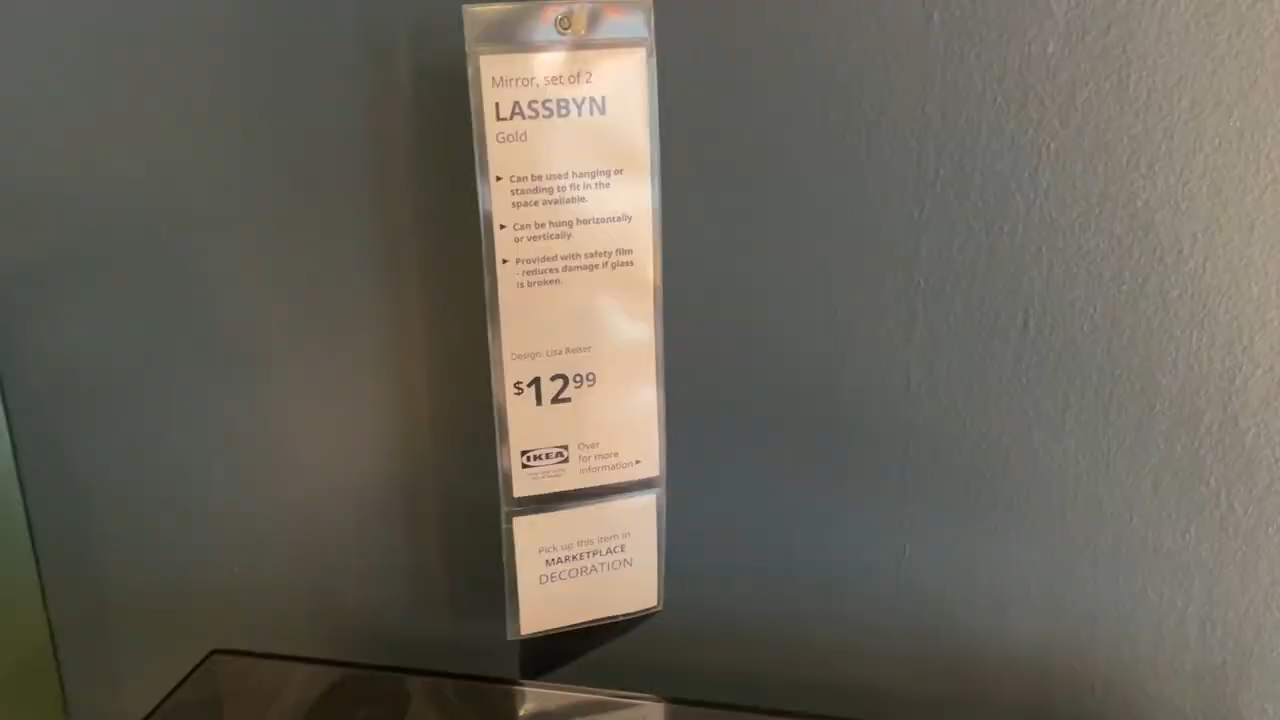 Mirror, set of 2
LASSBYN
Gold
► Can be used hanging or
standing to fit in the
space available.
► Can be hung horizontally
or vertically.
► Provided with safety film
- reduces damage if glass
is broken.
Design: Lisa Reiser
$12 99
IKEA
Over
for more
information ►
Pick up this item in
MARKETPLACE
DECORATION